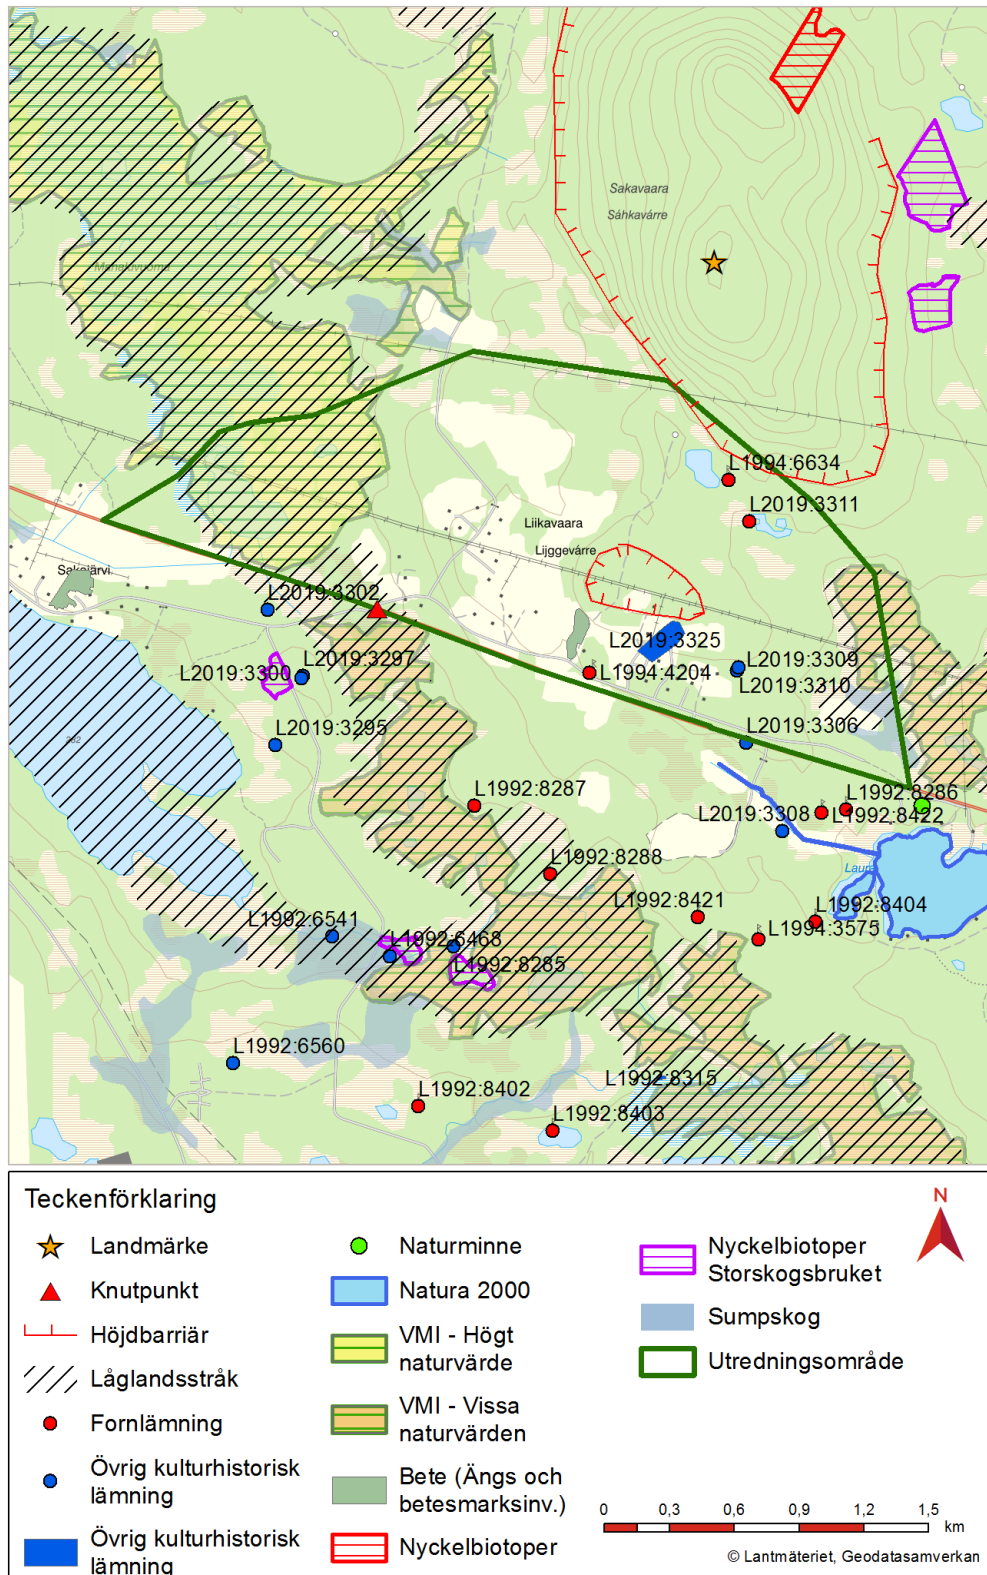 Sakavaara
Sáhkavárre
L1994:6634
L2019:3311
Liikavaara
Lijggevárre
Sakajärvi
L2019:3302
L2019:3325
L2019:3297
L2019:3300
L1994:4204
L2019:3309
L2019:3310
L2019:3295
L2019:3306
L1992:8287
L1992:8286
L2019:3308
L1992:8422
L1992:8288
Laura
L1992:8421
L1992:8404
L1994:3575
L1992:6541
L1992:6468
L1992:8285
L1992:6560
L1992:8315
L1992:8402
L1992:8403
Teckenförklaring
N
Landmärke
Knutpunkt
Höjdbarriär
Låglandsstråk
Fornlämning
Övrig kulturhistorisk
lämning
Övrig kulturhistorisk
lämning
Naturminne
Natura 2000
VMI - Högt
naturvärde
VMI - Vissa
naturvärden
Bete (Ängs och
betesmarksinv.)
Nyckelbiotoper
Nyckelbiotoper
Storskogsbruket
Sumpskog
Utredningsområde
0 0,3 0,6 0,9 1,2 1,5
km
© Lantmäteriet, Geodatasamverkan